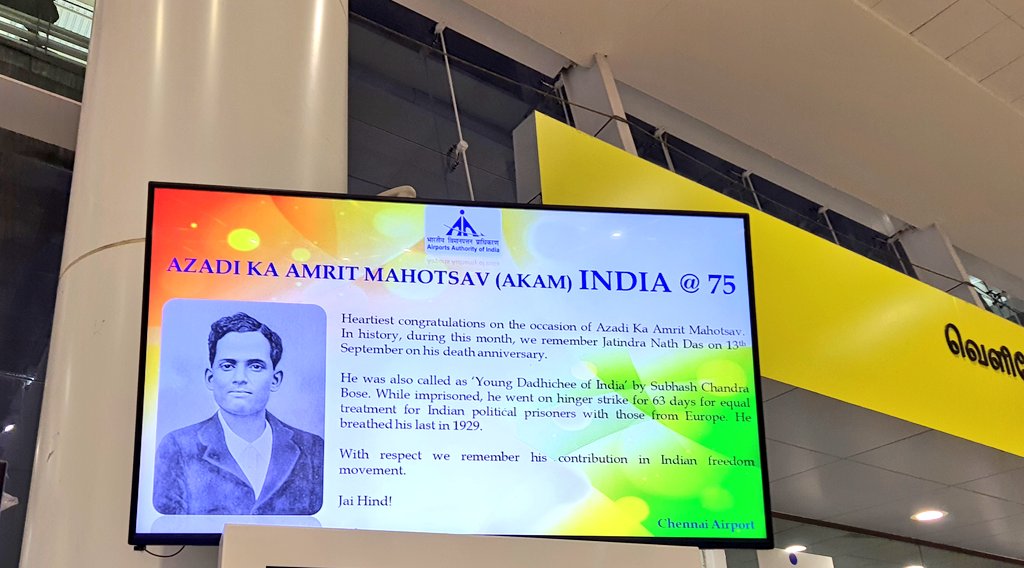 भारतीय विमानपत्तन प्राधिकरण
Airports Authority of India
AZADI KA AMRIT MAHOTSAV (AKAM) INDIA @ 75
Heartiest congratulations on the occasion of Azadi Ka Amrit Mahotsav.
In history, during this month, we remember Jatindra Nath Das on 13th
September on his death anniversary.
He was also called as ‘Young Dadhichee of India’ by Subhash Chandra
Bose. While imprisoned, he went on hinger strike for 63 days for equal
treatment for Indian political prisoners with those from Europe. He
breathed his last in 1929.
With respect we remember his contribution in Indian freedom
movement.
Jai Hind!
Chennai Airport